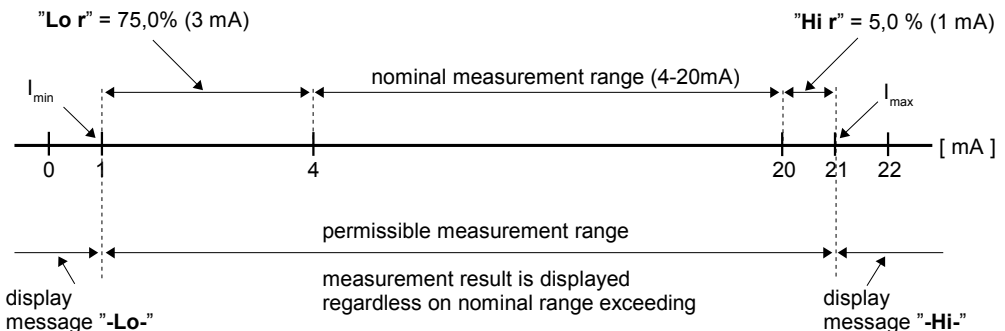 "Lo r" = 75,0% (3 mA)
"Hi r" = 5,0 % (1 mA)
nominal measurement range (4-20mA)
Imin
Imax
[ mA ]
0 1 4 20 21 22
permissible measurement range
measurement result is displayed
regardless on nominal range exceeding
display
message "-Lo-"
display
message "-Hi-"